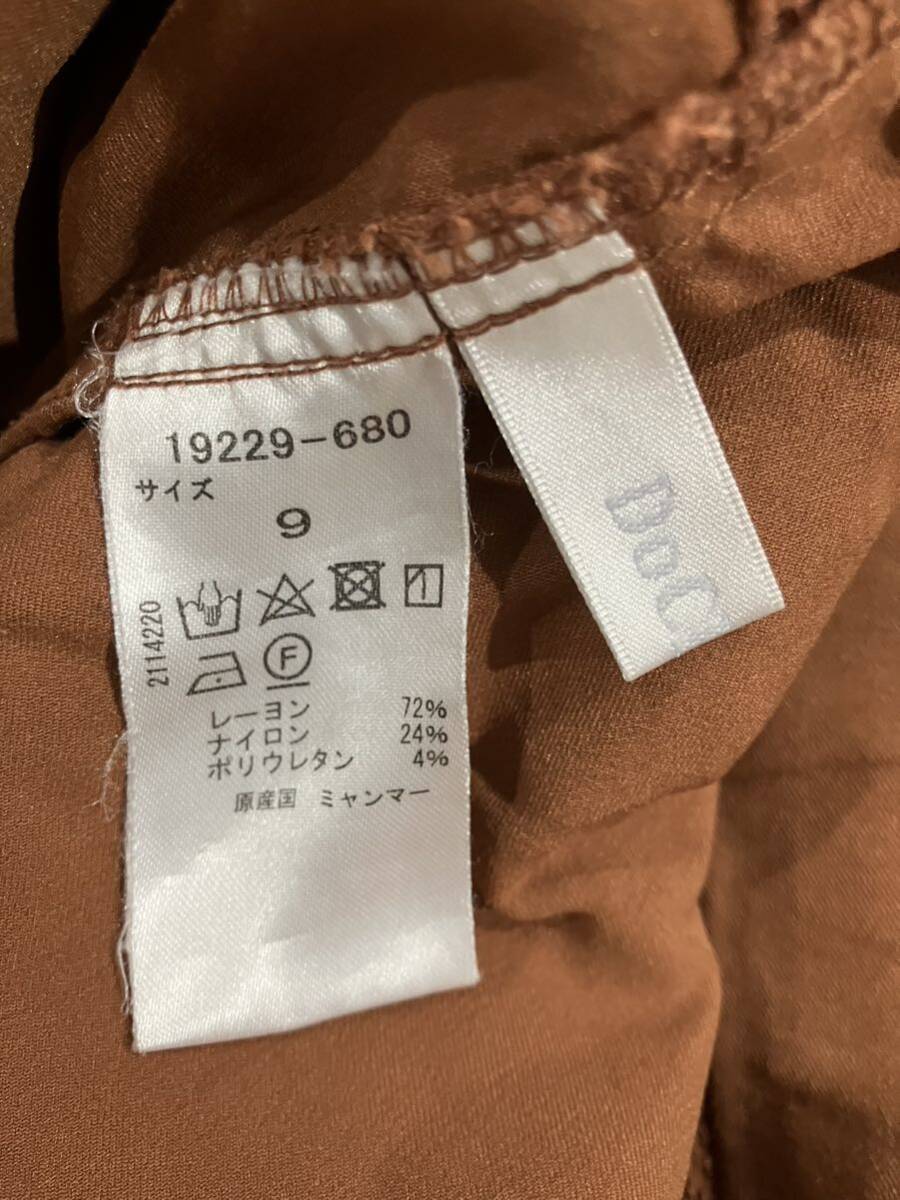 19229-680
サイズ
9
2114220
F
レーヨン 72%
ナイロン 24%
ポリウレタン 4%
原産国 ミャンマー
DoC